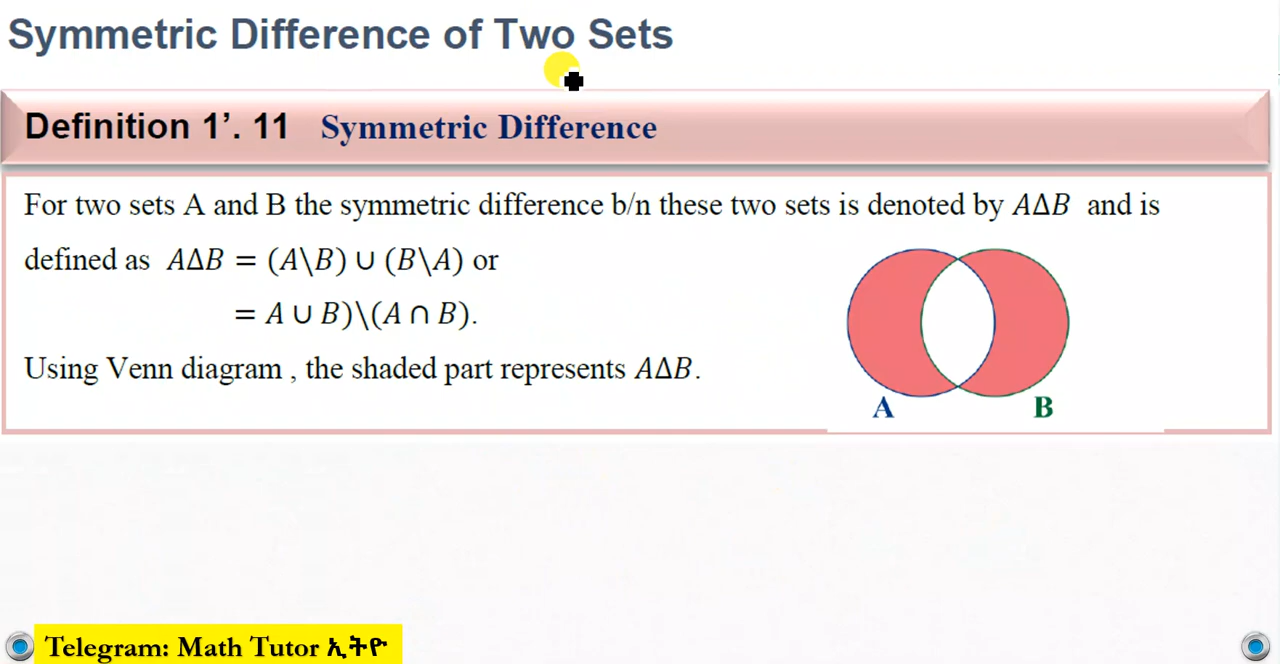 Symmetric Difference of Two Sets
Definition 1’. 11 Symmetric Difference
For two sets A and B the symmetric difference b/n these two sets is denoted by AΔB and is
defined as AΔB = (A\B) ∪ (B\A) or
= A ∪ B)\(A ∩ B).
Using Venn diagram , the shaded part represents AΔB.
A B
Telegram: Math Tutor ኢትዮ